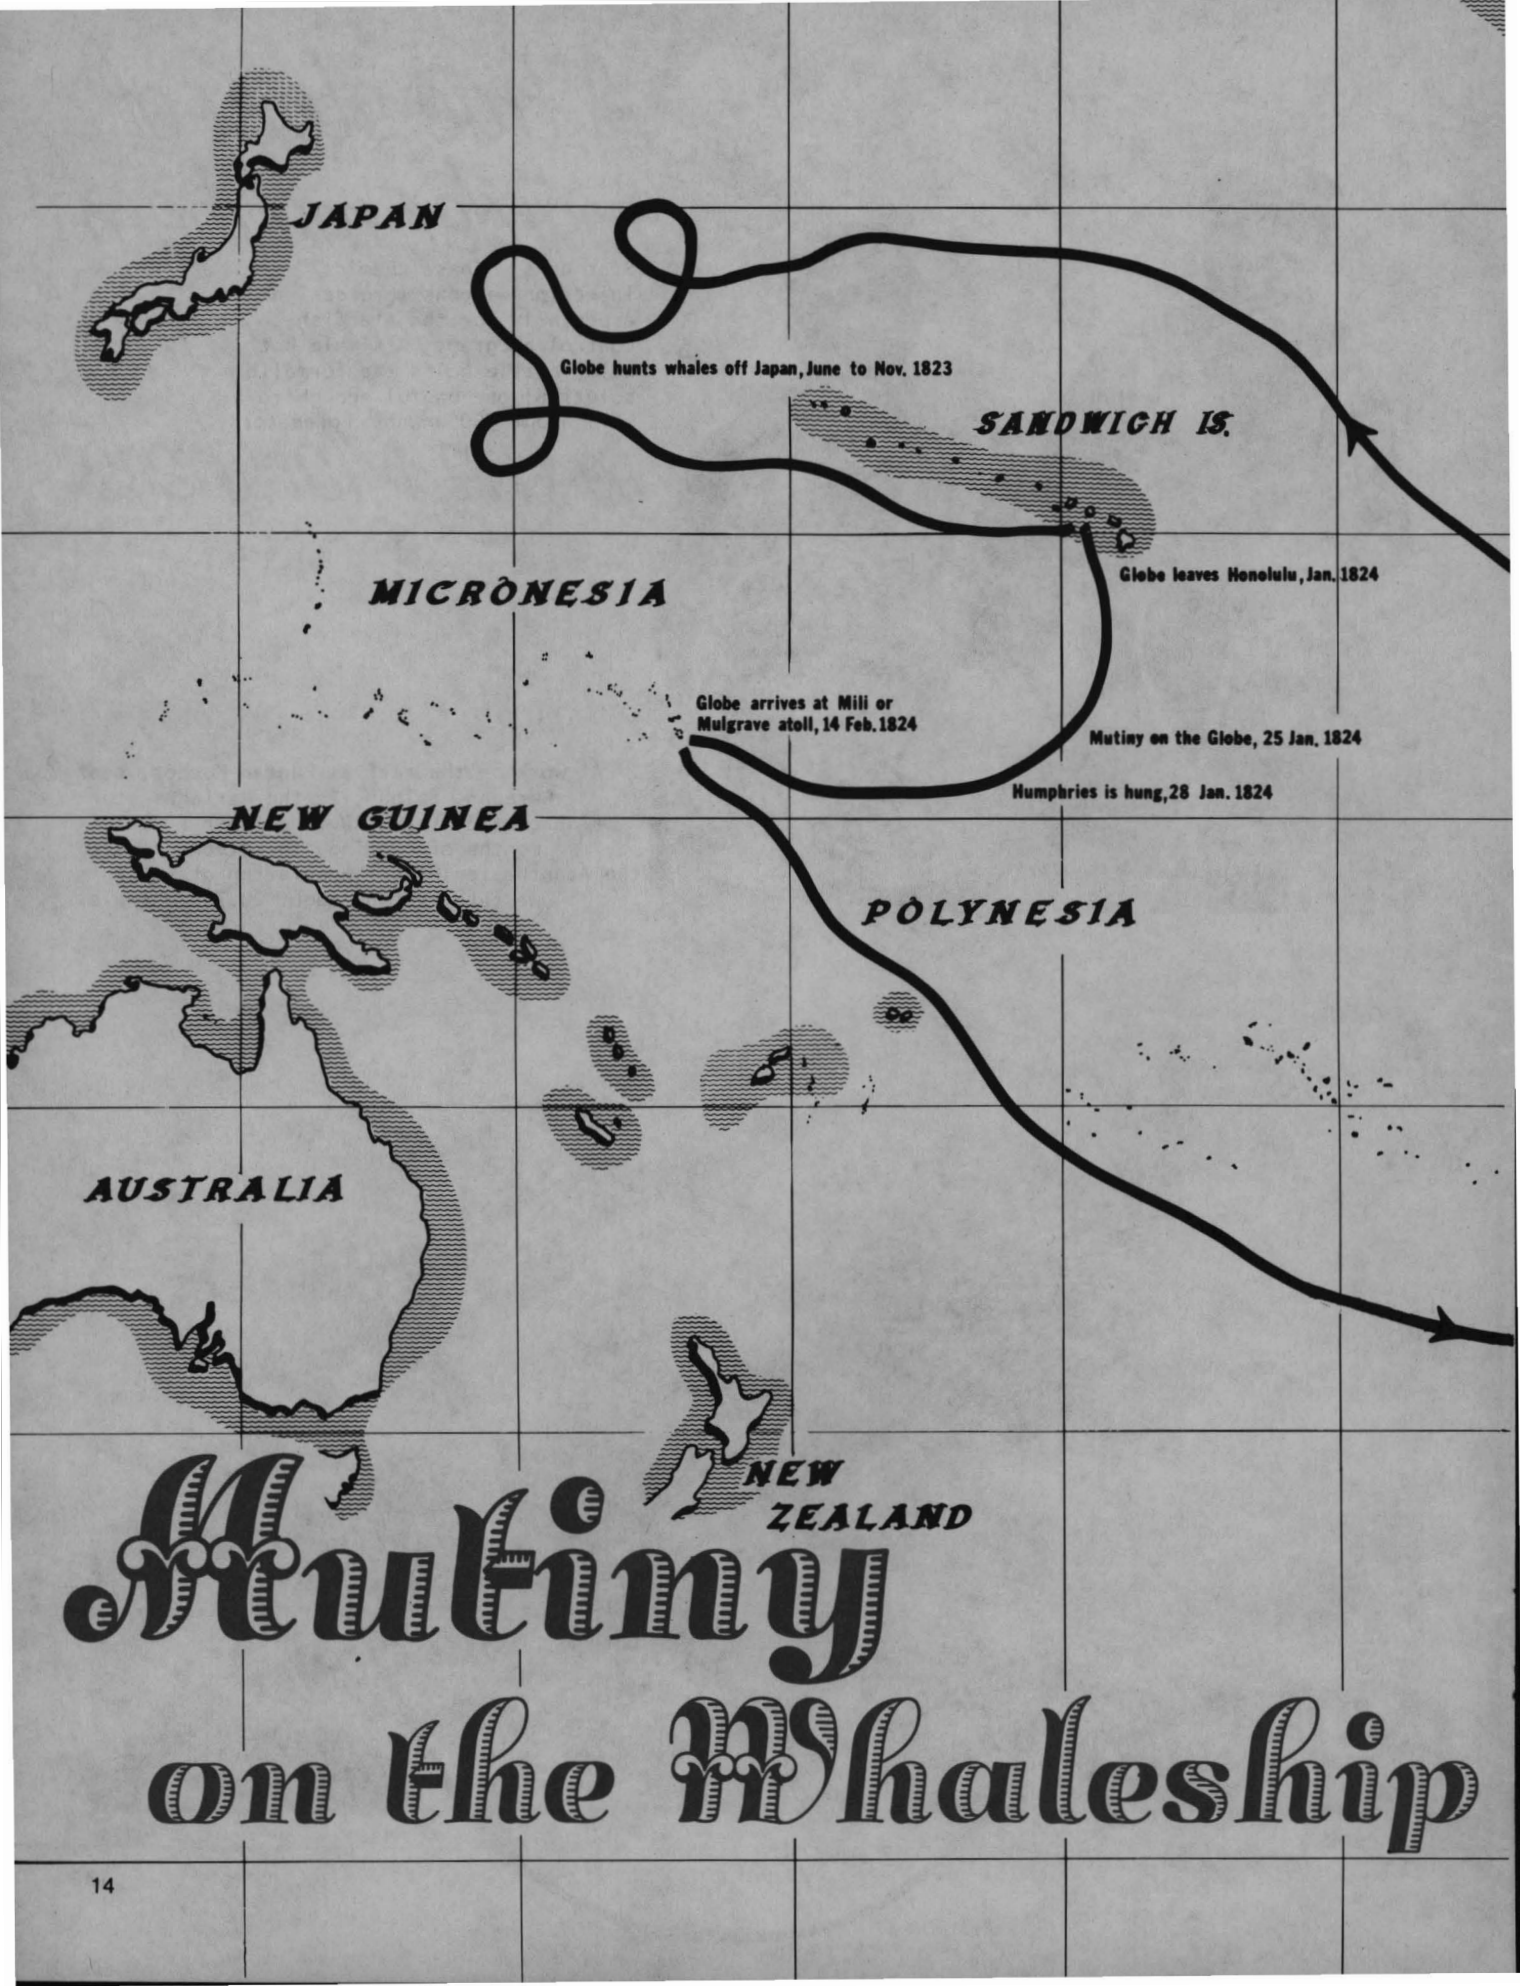 JAPAN
Globe hunts whales off Japan, June to Nov. 1823
SANDWICH IS.
Globe leaves Honolulu, Jan. 1824
MICRONESIA
Globe arrives at Mili or
Mulgrave atoll, 14 Feb. 1824
Mutiny on the Globe, 25 Jan. 1824
Humphries is hung, 28 Jan. 1824
NEW GUINEA
POLYNESIA
AUSTRALIA
NEW
ZEALAND
Mutiny
on the Whaleship
14